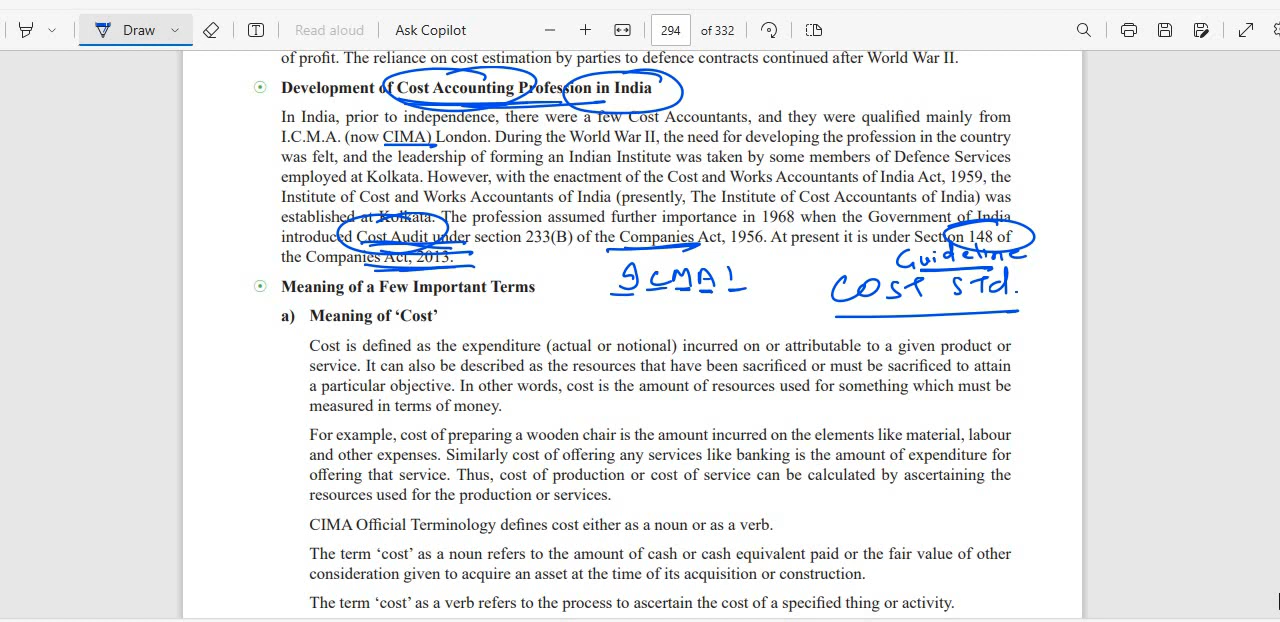 Draw
Read aloud
Ask Copilot
294 of 332
of profit. The reliance on cost estimation by parties to defence contracts continued after World War II.
Development of Cost Accounting Profession in India
In India, prior to independence, there were a few Cost Accountants, and they were qualified mainly from
I.C.M.A. (now CIMA) London. During the World War II, the need for developing the profession in the country
was felt, and the leadership of forming an Indian Institute was taken by some members of Defence Services
employed at Kolkata. However, with the enactment of the Cost and Works Accountants of India Act, 1959, the
Institute of Cost and Works Accountants of India (presently, The Institute of Cost Accountants of India) was
established at Kolkata. The profession assumed further importance in 1968 when the Government of India
introduced Cost Audit under section 233(B) of the Companies Act, 1956. At present it is under Section 148 of
the Companies Act, 2013.
Guideline
ICMAI
COST STd.
Meaning of a Few Important Terms
a) Meaning of ‘Cost’
Cost is defined as the expenditure (actual or notional) incurred on or attributable to a given product or
service. It can also be described as the resources that have been sacrificed or must be sacrificed to attain
a particular objective. In other words, cost is the amount of resources used for something which must be
measured in terms of money.
For example, cost of preparing a wooden chair is the amount incurred on the elements like material, labour
and other expenses. Similarly cost of offering any services like banking is the amount of expenditure for
offering that service. Thus, cost of production or cost of service can be calculated by ascertaining the
resources used for the production or services.
CIMA Official Terminology defines cost either as a noun or as a verb.
The term ‘cost’ as a noun refers to the amount of cash or cash equivalent paid or the fair value of other
consideration given to acquire an asset at the time of its acquisition or construction.
The term ‘cost’ as a verb refers to the process to ascertain the cost of a specified thing or activity.